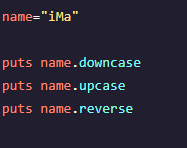 name="iMa"
puts name.downcase
puts name.upcase
puts name.reverse